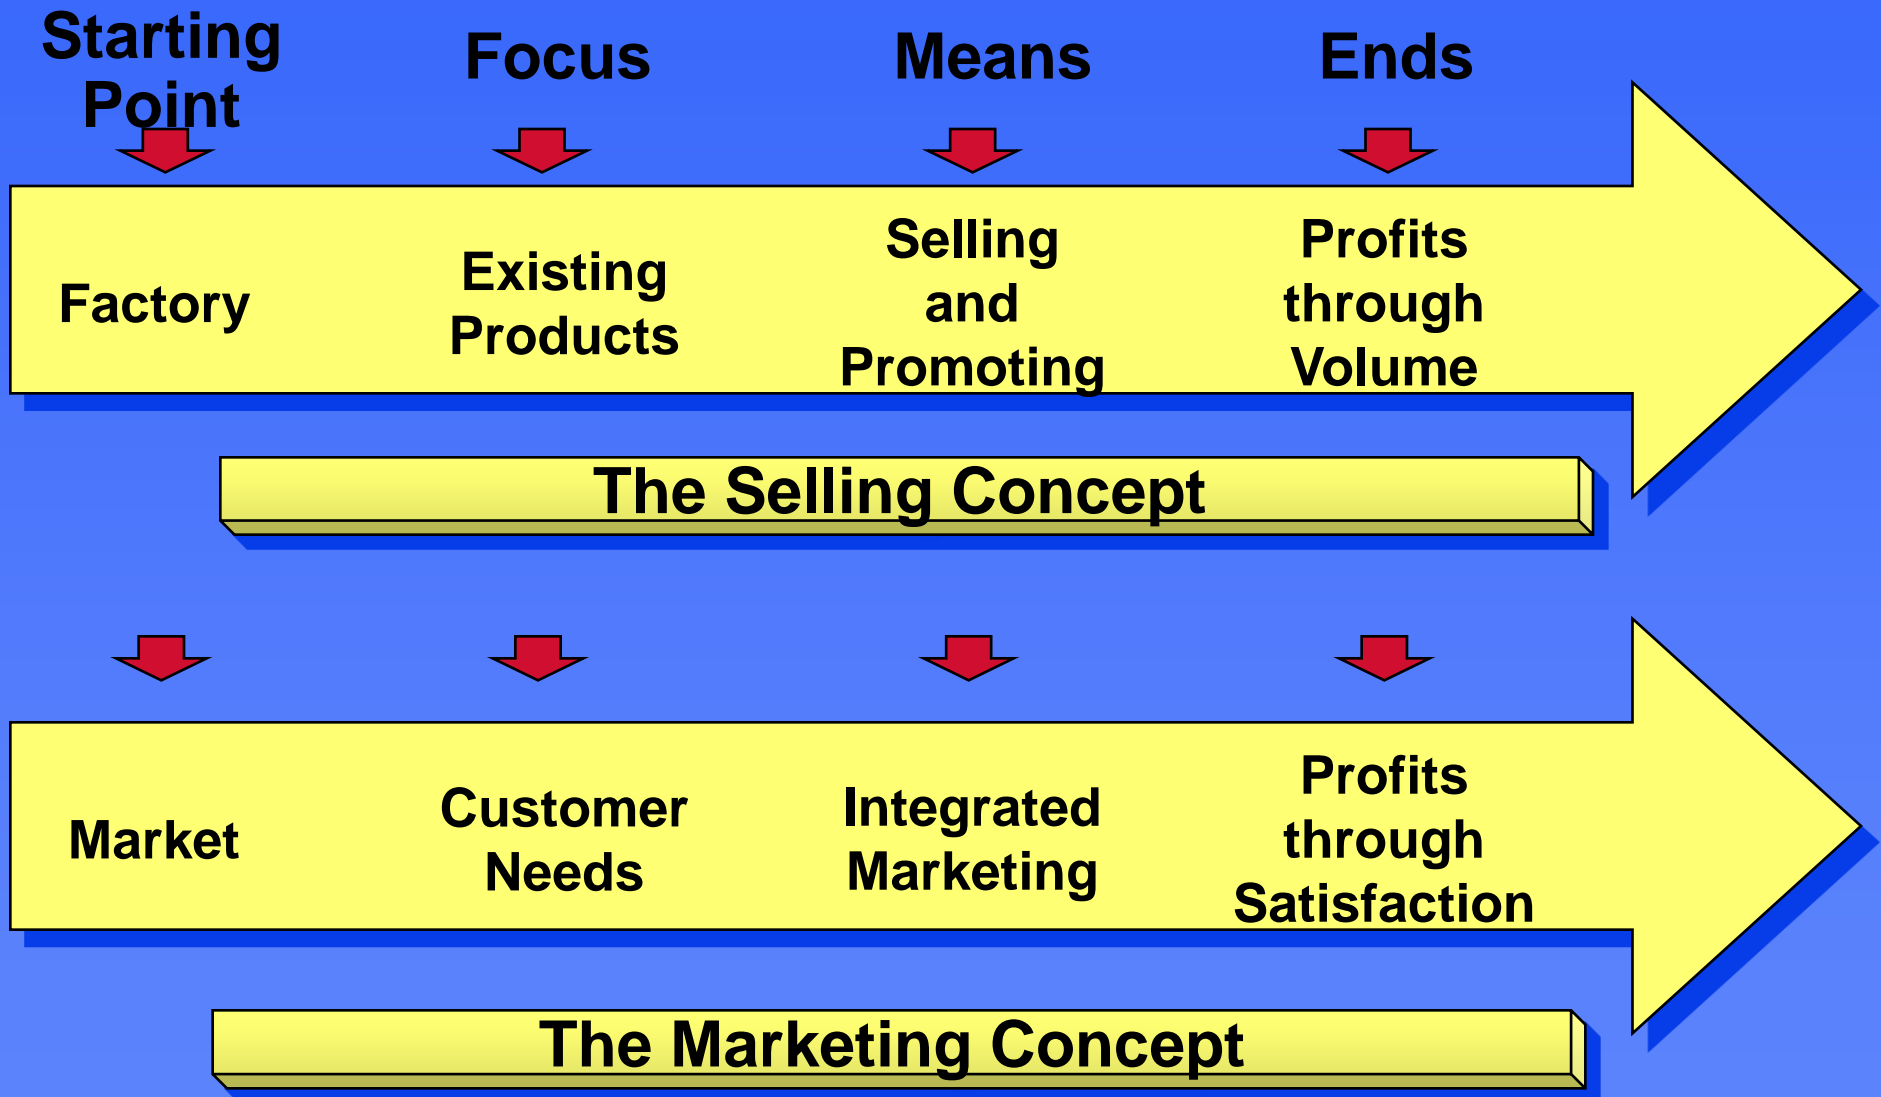 Starting
Point
Focus
Means
Ends
Factory
Existing
Products
Selling
and
Promoting
Profits
through
Volume
The Selling Concept
Market
Customer
Needs
Integrated
Marketing
Profits
through
Satisfaction
The Marketing Concept